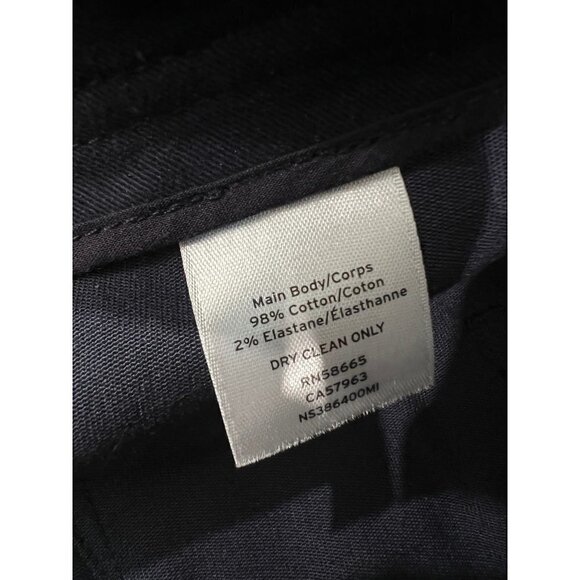 Main Body/Corps
98% Cotton/Coton
2% Elastane/Élasthanne
DRY CLEAN ONLY
RN58665
CA57963
NS386400MI